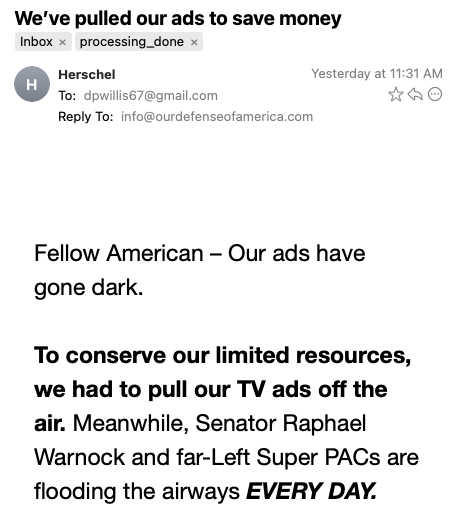 We've pulled our ads to save money
Inbox × processing_done ×
H
Herschel
Yesterday at 11:31 AM
To: dpwillis67@gmail.com
Reply To: info@ourdefenseofamerica.com
Fellow American – Our ads have
gone dark.
To conserve our limited resources,
we had to pull our TV ads off the
air. Meanwhile, Senator Raphael
Warnock and far-Left Super PACs are
flooding the airways EVERY DAY.